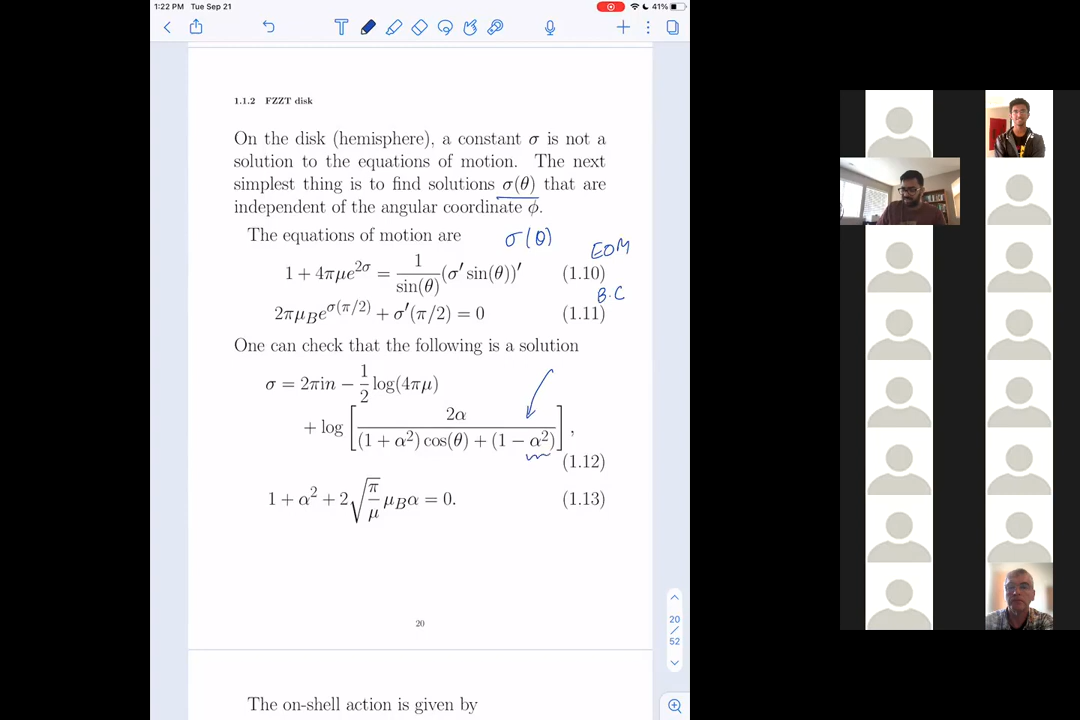 1:22 PM Tue Sep 21
41%
1.1.2 FZZT disk
On the disk (hemisphere), a constant σ is not a
solution to the equations of motion. The next
simplest thing is to find solutions σ(θ) that are
independent of the angular coordinate ϕ.
The equations of motion are
σ(θ)
EOM
1 + 4πμe^{2σ} = \frac{1}{sin(θ)}(σ′ sin(θ))′ (1.10)
B.C
2πμ_B e^{σ(π/2)} + σ′(π/2) = 0 (1.11)
One can check that the following is a solution
σ = 2πin − \frac{1}{2} log(4πμ)
+ log [ \frac{2α}{(1 + α²) cos(θ) + (1 − α²)} ] ,
(1.12)
1 + α² + 2\sqrt{\frac{π}{μ}} μ_B α = 0. (1.13)
20
20
/
52
The on-shell action is given by